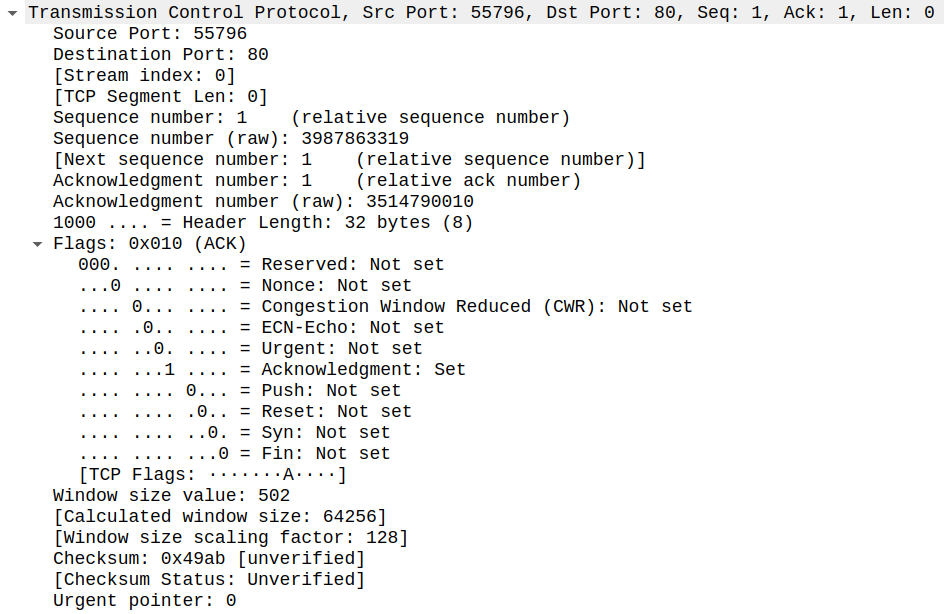 Transmission Control Protocol, Src Port: 55796, Dst Port: 80, Seq: 1, Ack: 1, Len: 0
Source Port: 55796
Destination Port: 80
[Stream index: 0]
[TCP Segment Len: 0]
Sequence number: 1    (relative sequence number)
Sequence number (raw): 3987863319
[Next sequence number: 1    (relative sequence number)]
Acknowledgment number: 1    (relative ack number)
Acknowledgment number (raw): 3514790010
1000 .... = Header Length: 32 bytes (8)
Flags: 0x010 (ACK)
000. .... .... = Reserved: Not set
...0 .... .... = Nonce: Not set
.... 0... .... = Congestion Window Reduced (CWR): Not set
.... .0.. .... = ECN-Echo: Not set
.... ..0. .... = Urgent: Not set
.... ...1 .... = Acknowledgment: Set
.... .... 0... = Push: Not set
.... .... .0.. = Reset: Not set
.... .... ..0. = Syn: Not set
.... .... ...0 = Fin: Not set
[TCP Flags: ·······A····]
Window size value: 502
[Calculated window size: 64256]
[Window size scaling factor: 128]
Checksum: 0x49ab [unverified]
[Checksum Status: Unverified]
Urgent pointer: 0